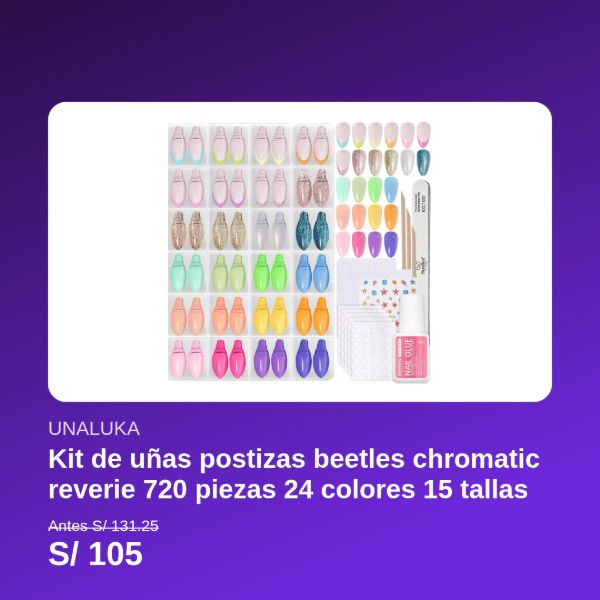 NAIL GLUE
UNALUKA
Kit de uñas postizas beetles chromatic
reverie 720 piezas 24 colores 15 tallas
Antes S/ 131.25
S/ 105